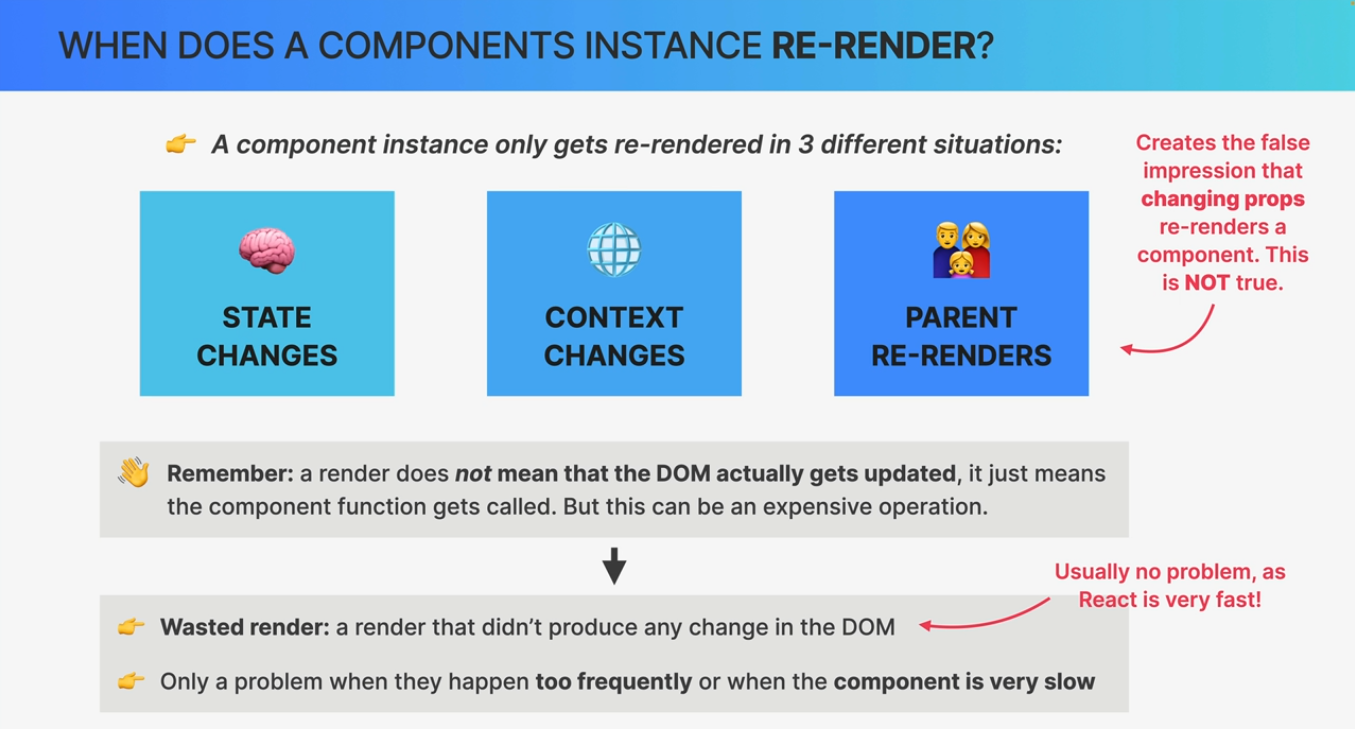 WHEN DOES A COMPONENTS INSTANCE RE-RENDER?
👉 A component instance only gets re-rendered in 3 different situations:
Creates the false
impression that
changing props
re-renders a
component. This
is NOT true.
STATE
CHANGES
CONTEXT
CHANGES
PARENT
RE-RENDERS
👋 Remember: a render does not mean that the DOM actually gets updated, it just means
the component function gets called. But this can be an expensive operation.
Usually no problem, as
React is very fast!
👉 Wasted render: a render that didn’t produce any change in the DOM
👉 Only a problem when they happen too frequently or when the component is very slow